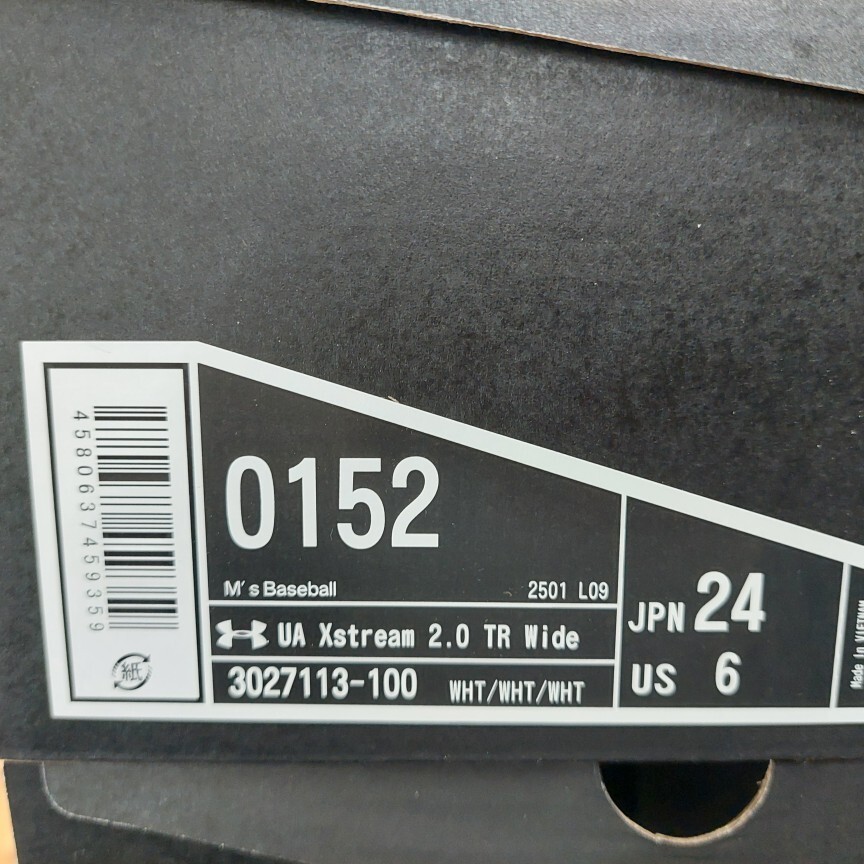 4580637459359
紙
0152
M's Baseball 2501 L09
UA Xstream 2.0 TR Wide
3027113-100 WHT/WHT/WHT
JPN 24
US 6
Made In VIETNAM